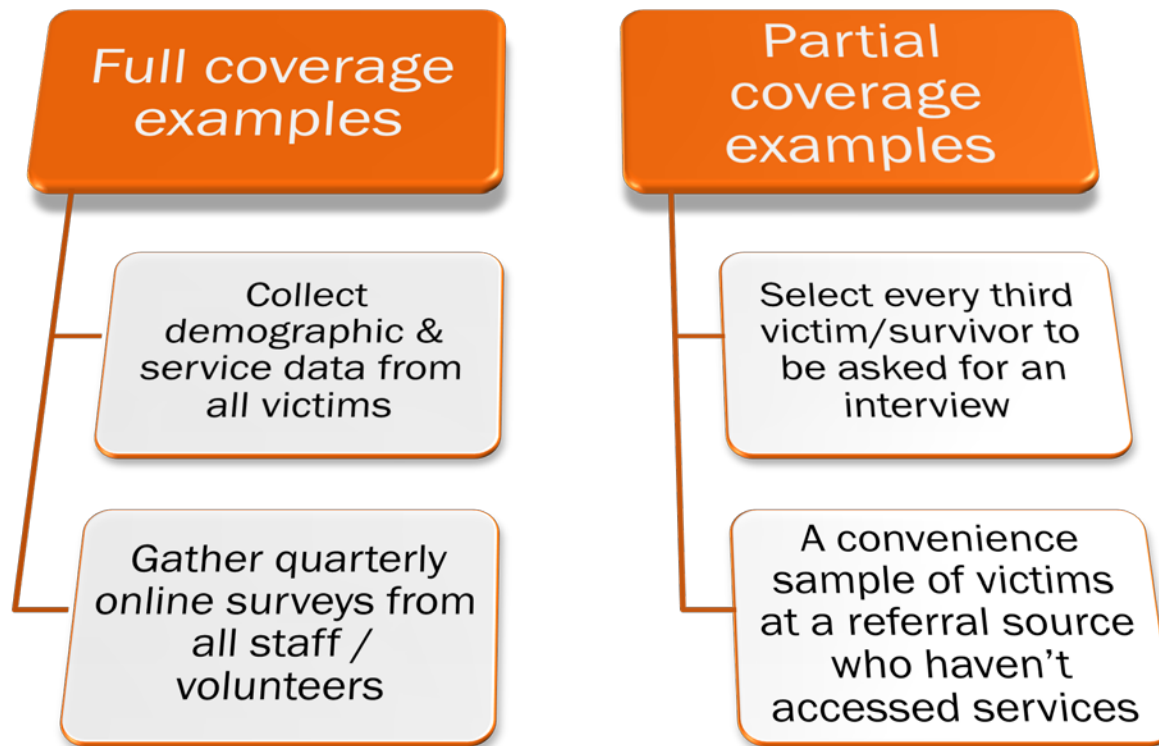 Full coverage
examples
Collect
demographic &
service data from
all victims
Gather quarterly
online surveys from
all staff /
volunteers
Partial
coverage
examples
Select every third
victim/survivor to
be asked for an
interview
A convenience
sample of victims
at a referral source
who haven’t
accessed services